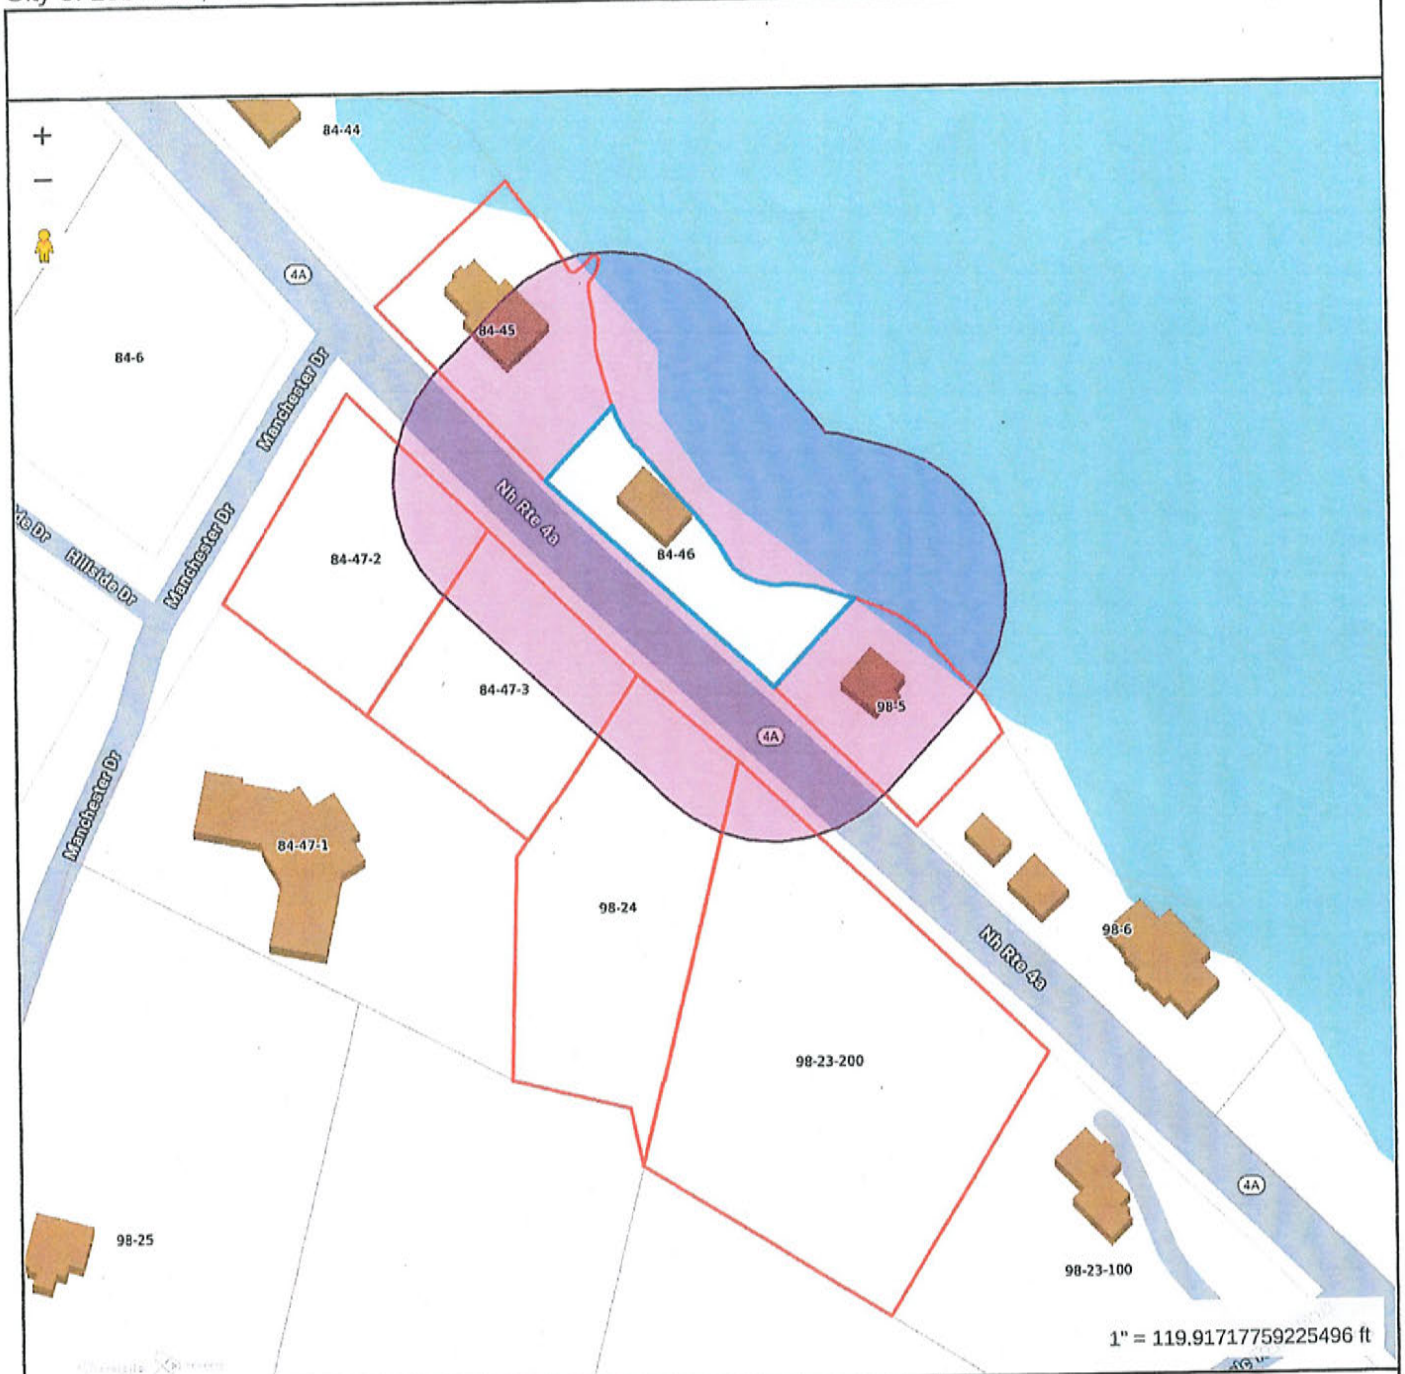 +
84-44
−
4A
84-45
84-6
Manchester Dr
Nh Rte 4a
84-46
84-47-2
Manchester Dr
de Dr
Hillside Dr
84-47-3
98-5
4A
Manchester Dr
84-47-1
98-24
98-6
Nh Rte 4a
98-23-200
4A
98-25
98-23-100
1" = 119.91717759225496 ft